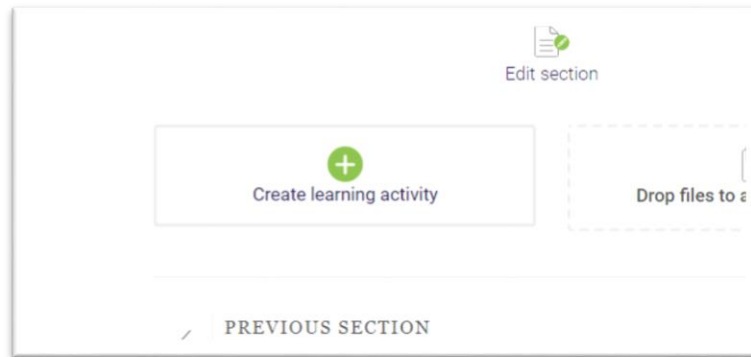 Edit section
Create learning activity
Drop files to a
PREVIOUS SECTION